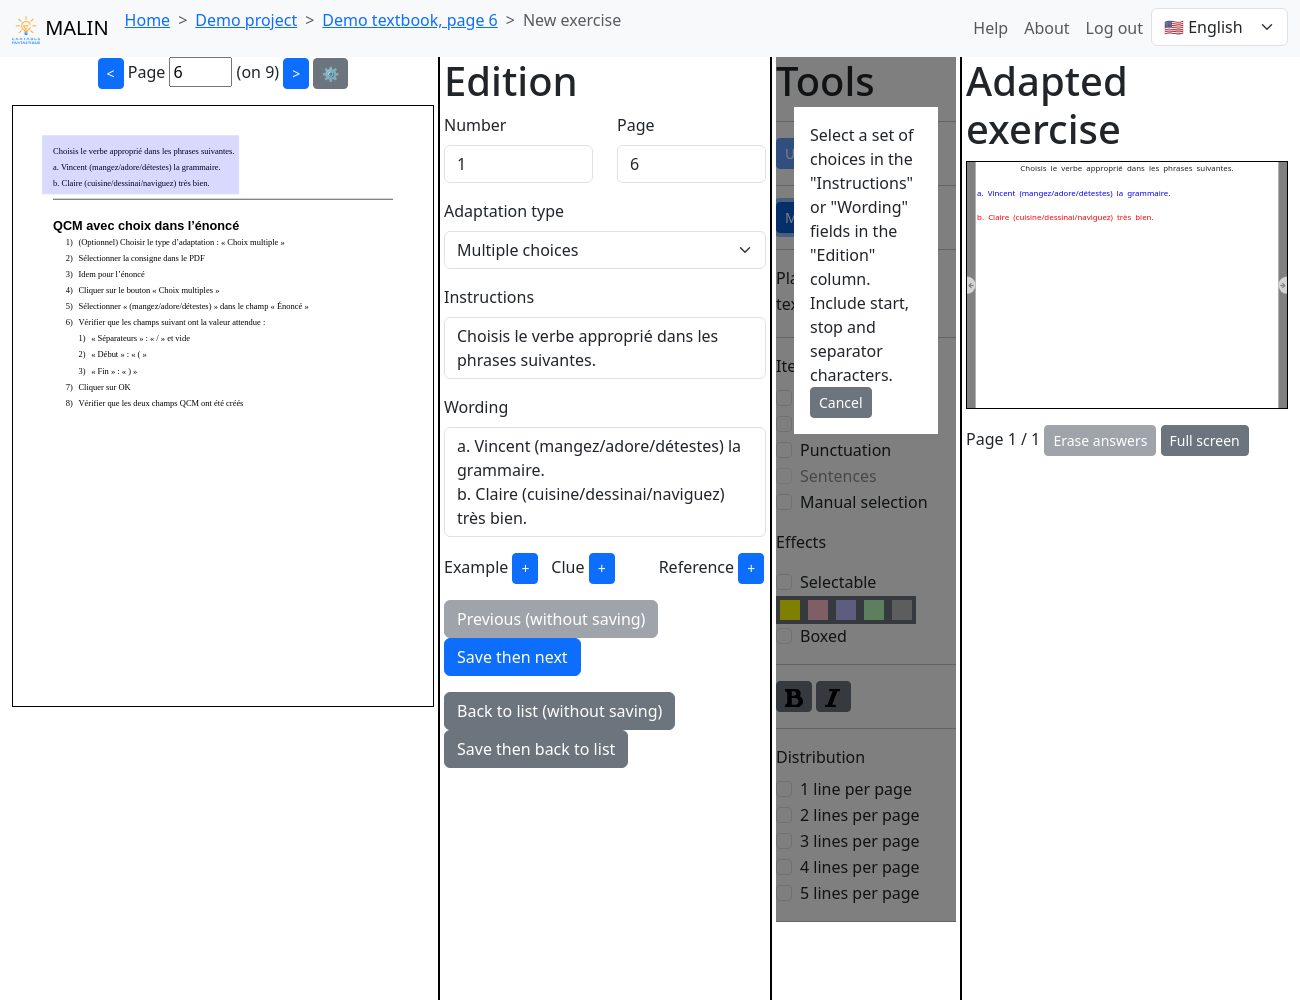 MALIN
Home > Demo project > Demo textbook, page 6 > New exercise
Help About Log out 🇺🇸 English
< Page 6 (on 9) > ⚙️
Choisis le verbe approprié dans les phrases suivantes.
a. Vincent (mangez/adore/détestes) la grammaire.
b. Claire (cuisine/dessinai/naviguez) très bien.
QCM avec choix dans l’énoncé
1) (Optionnel) Choisir le type d’adaptation : « Choix multiple »
2) Sélectionner la consigne dans le PDF
3) Idem pour l’énoncé
4) Cliquer sur le bouton « Choix multiples »
5) Sélectionner « (mangez/adore/détestes) » dans le champ « Énoncé »
6) Vérifier que les champs suivant ont la valeur attendue :
1) « Séparateurs » : « / » et vide
2) « Début » : « ( »
3) « Fin » : « ) »
7) Cliquer sur OK
8) Vérifier que les deux champs QCM ont été créés
Edition
Number Page
1 6
Adaptation type
Multiple choices
Instructions
Choisis le verbe approprié dans les
phrases suivantes.
Wording
a. Vincent (mangez/adore/détestes) la
grammaire.
b. Claire (cuisine/dessinai/naviguez)
très bien.
Example + Clue + Reference +
Previous (without saving)
Save then next
Back to list (without saving)
Save then back to list
Tools
Select a set of
choices in the
"Instructions"
or "Wording"
fields in the
"Edition"
column.
Include start,
stop and
separator
characters.
Cancel
Punctuation
Sentences
Manual selection
Effects
Selectable
Boxed
B I
Distribution
1 line per page
2 lines per page
3 lines per page
4 lines per page
5 lines per page
Adapted
exercise
Choisis le verbe approprié dans les phrases suivantes.
a. Vincent (mangez/adore/détestes) la grammaire.
b. Claire (cuisine/dessinai/naviguez) très bien.
Page 1 / 1 Erase answers Full screen